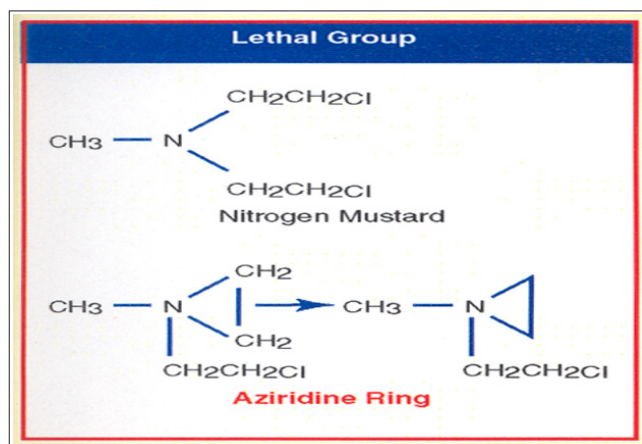 Lethal Group
CH2CH2Cl
CH3 N
CH2CH2Cl
Nitrogen Mustard
CH2
CH3 N CH3 N
CH2
CH2CH2Cl CH2CH2Cl
Aziridine Ring